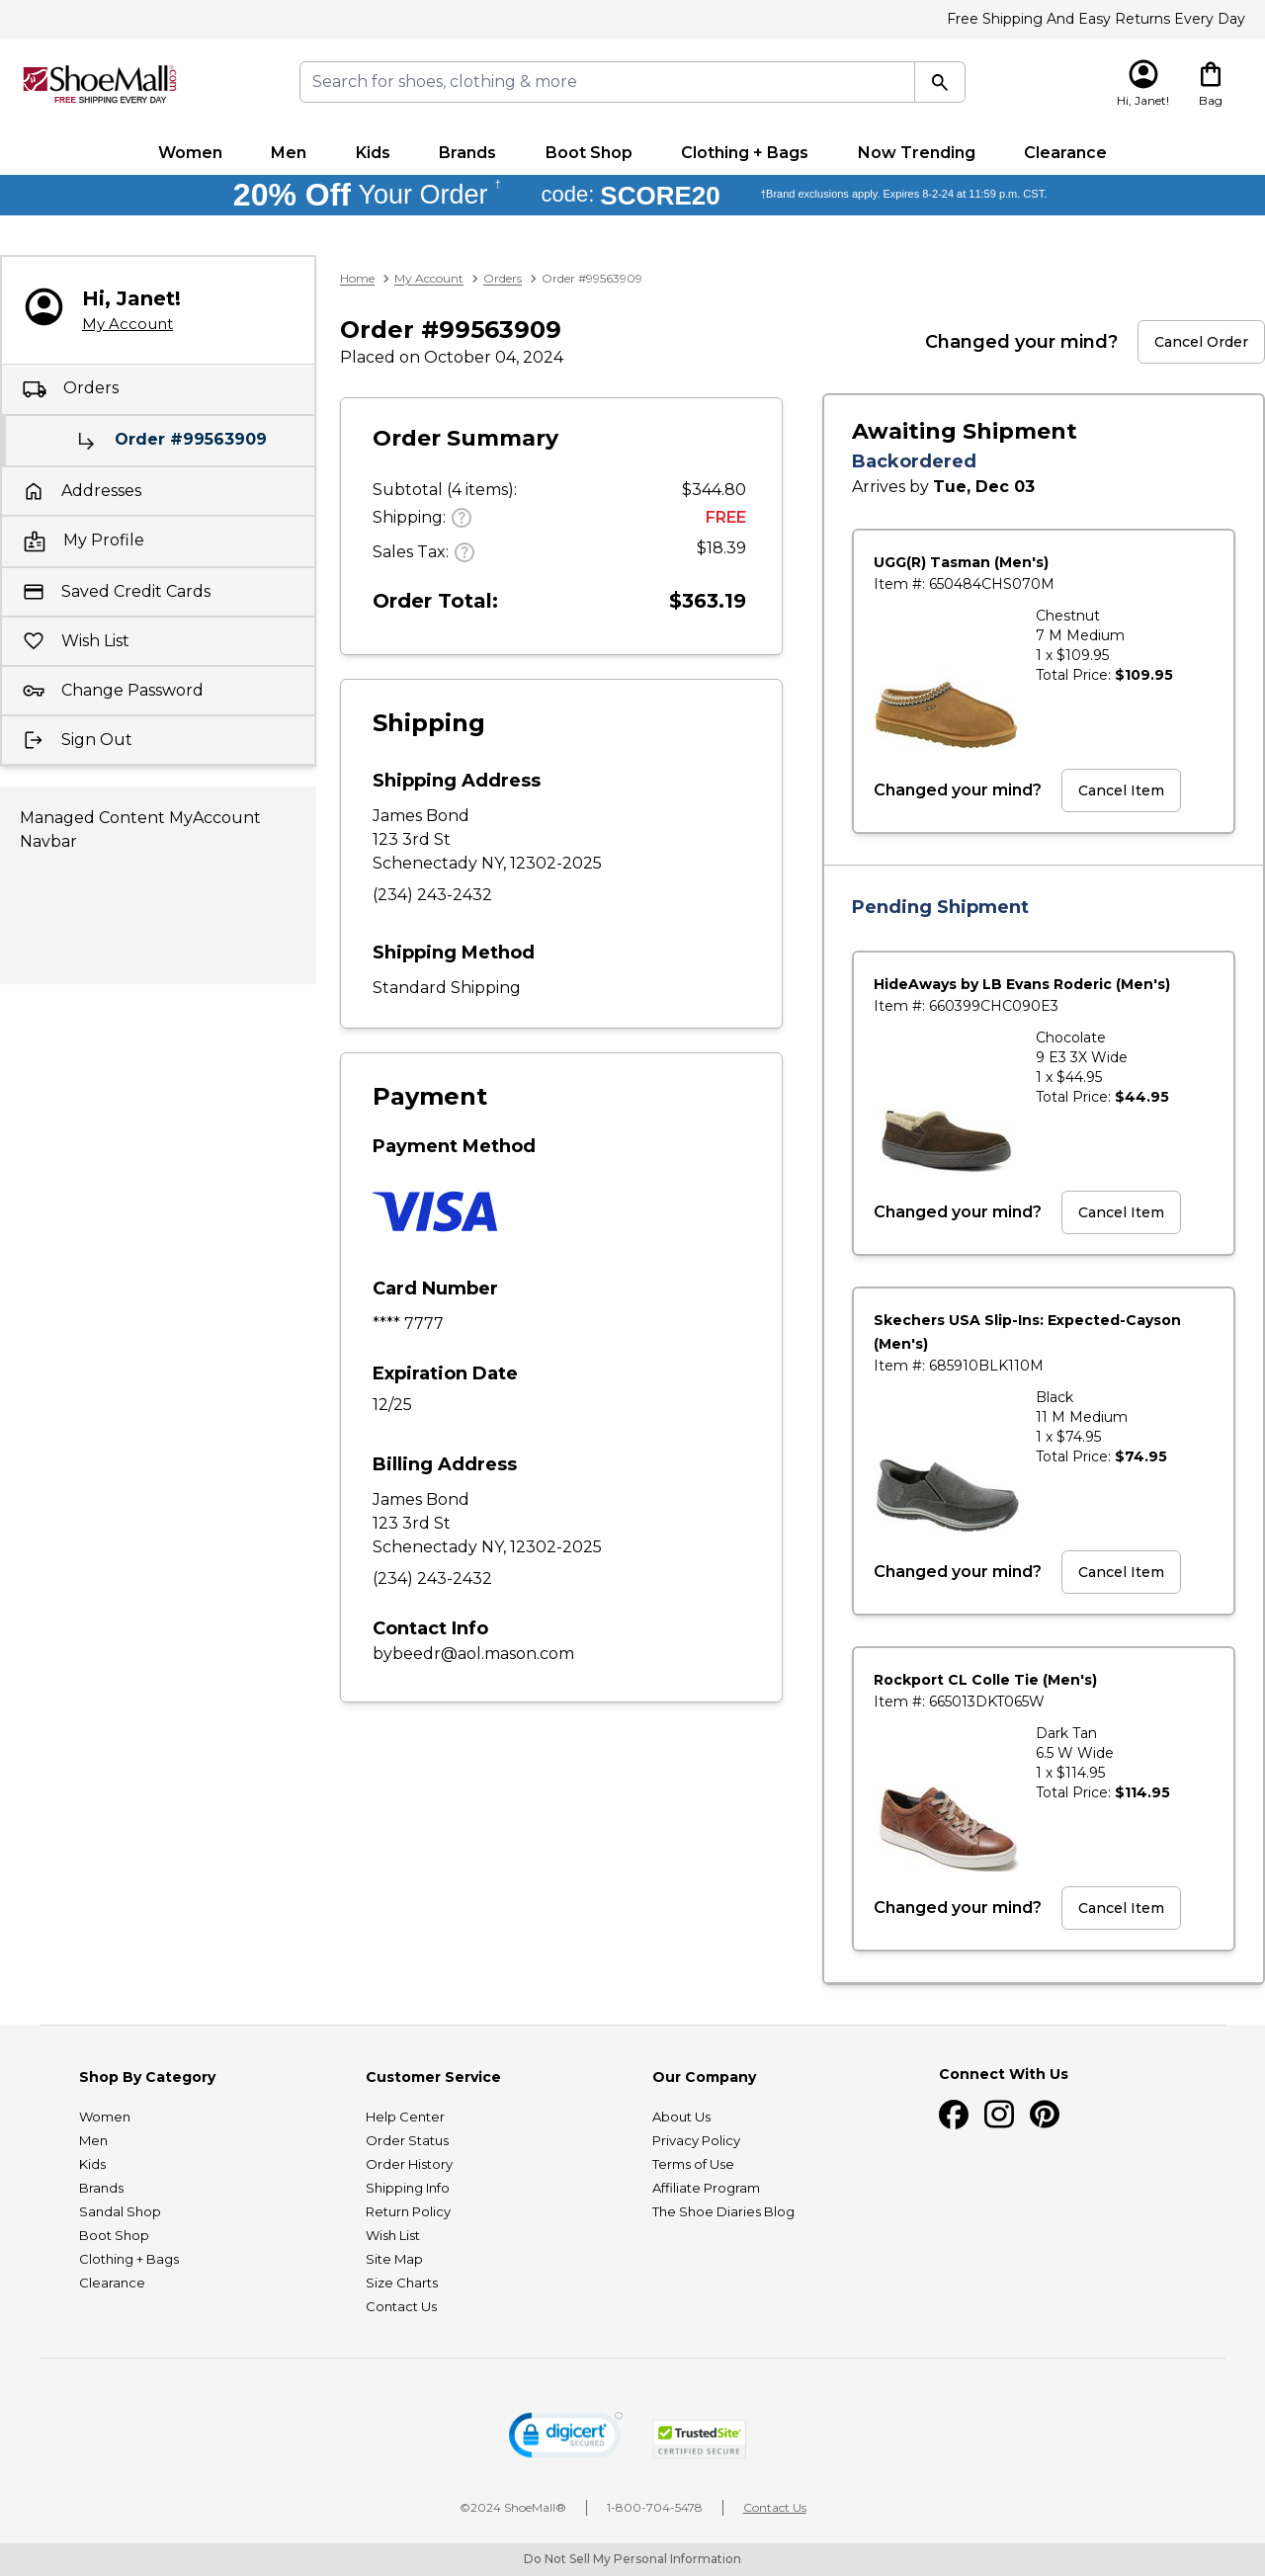 Free Shipping And Easy Returns Every Day
ShoeMall.com
FREE SHIPPING EVERY DAY
Search for shoes, clothing & more
Hi, Janet!
Bag
Women Men Kids Brands Boot Shop Clothing + Bags Now Trending Clearance
20% Off Your Order † code: SCORE20 †Brand exclusions apply. Expires 8-2-24 at 11:59 p.m. CST.
Hi, Janet!
My Account
Orders
Order #99563909
Addresses
My Profile
Saved Credit Cards
Wish List
Change Password
Sign Out
Managed Content MyAccount
Navbar
Home > My Account > Orders > Order #99563909
Order #99563909
Placed on October 04, 2024
Changed your mind? Cancel Order
Order Summary
Subtotal (4 items): $344.80
Shipping: ? FREE
Sales Tax: ? $18.39
Order Total: $363.19
Shipping
Shipping Address
James Bond
123 3rd St
Schenectady NY, 12302-2025
(234) 243-2432
Shipping Method
Standard Shipping
Payment
Payment Method
VISA
Card Number
**** 7777
Expiration Date
12/25
Billing Address
James Bond
123 3rd St
Schenectady NY, 12302-2025
(234) 243-2432
Contact Info
bybeedr@aol.mason.com
Awaiting Shipment
Backordered
Arrives by Tue, Dec 03
UGG(R) Tasman (Men's)
Item #: 650484CHS070M
Chestnut
7 M Medium
1 x $109.95
Total Price: $109.95
Changed your mind? Cancel Item
Pending Shipment
HideAways by LB Evans Roderic (Men's)
Item #: 660399CHC090E3
Chocolate
9 E3 3X Wide
1 x $44.95
Total Price: $44.95
Changed your mind? Cancel Item
Skechers USA Slip-Ins: Expected-Cayson
(Men's)
Item #: 685910BLK110M
Black
11 M Medium
1 x $74.95
Total Price: $74.95
Changed your mind? Cancel Item
Rockport CL Colle Tie (Men's)
Item #: 665013DKT065W
Dark Tan
6.5 W Wide
1 x $114.95
Total Price: $114.95
Changed your mind? Cancel Item
Shop By Category
Women
Men
Kids
Brands
Sandal Shop
Boot Shop
Clothing + Bags
Clearance
Customer Service
Help Center
Order Status
Order History
Shipping Info
Return Policy
Wish List
Site Map
Size Charts
Contact Us
Our Company
About Us
Privacy Policy
Terms of Use
Affiliate Program
The Shoe Diaries Blog
Connect With Us
digicert
SECURED
TrustedSite
CERTIFIED SECURE
©2024 ShoeMall® | 1-800-704-5478 | Contact Us
Do Not Sell My Personal Information